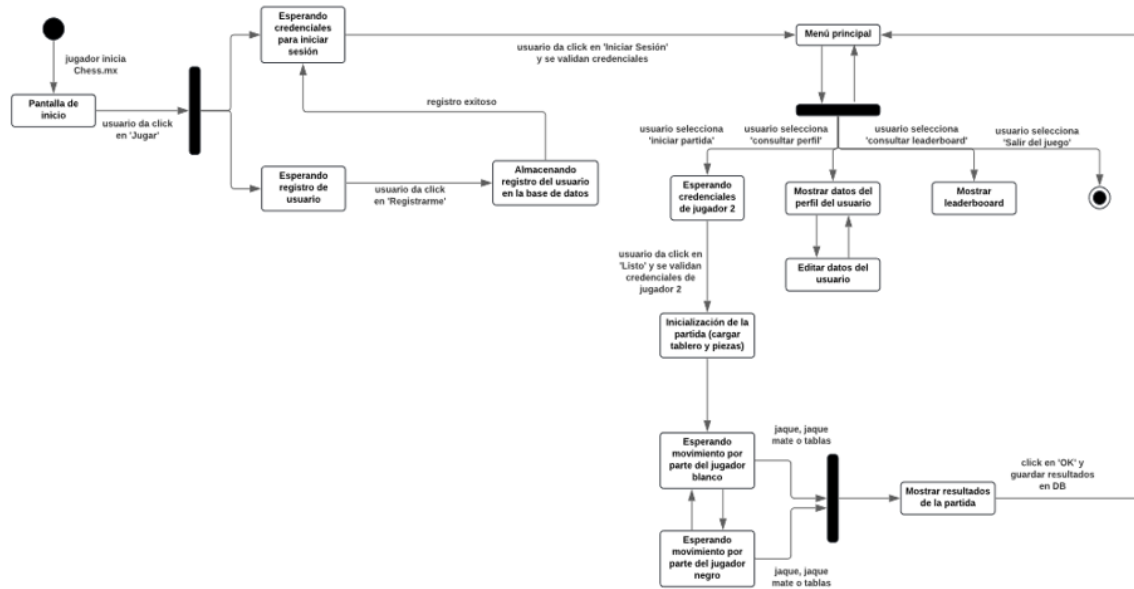 jugador inicia
Chess.mx
Pantalla de
inicio
usuario da click
en 'Jugar'
Esperando
credenciales
para iniciar
sesión
usuario da click en 'Iniciar Sesión'
y se validan credenciales
registro exitoso
Esperando
registro de
usuario
usuario da click
en 'Registrarme'
Almacenando
registro del usuario
en la base de datos
Menú principal
usuario selecciona
'iniciar partida'
usuario selecciona
'consultar perfil'
usuario selecciona
'consultar leaderboard'
usuario selecciona
'Salir del juego'
Esperando
credenciales
de jugador 2
Mostrar datos del
perfil del usuario
Mostrar
leaderbooard
Editar datos del
usuario
usuario da click en
'Listo' y se validan
credenciales de
jugador 2
Inicialización de la
partida (cargar
tablero y piezas)
Esperando
movimiento por
parte del jugador
blanco
jaque, jaque
mate o tablas
Esperando
movimiento por
parte del jugador
negro
jaque, jaque
mate o tablas
Mostrar resultados
de la partida
click en 'OK' y
guardar resultados
en DB